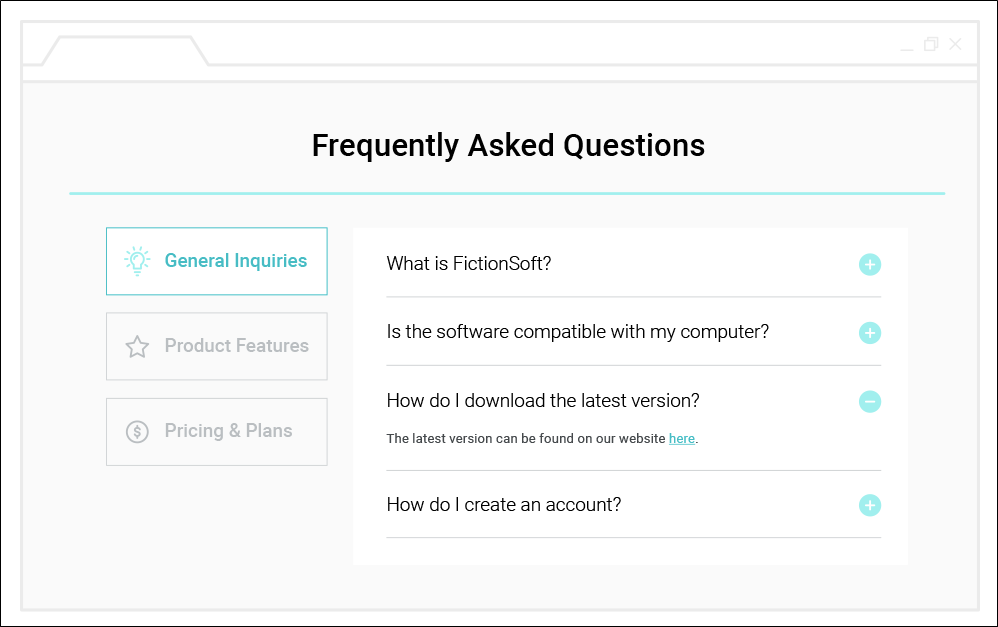 Frequently Asked Questions
General Inquiries
Product Features
Pricing & Plans
What is FictionSoft?
Is the software compatible with my computer?
How do I download the latest version?
The latest version can be found on our website here.
How do I create an account?